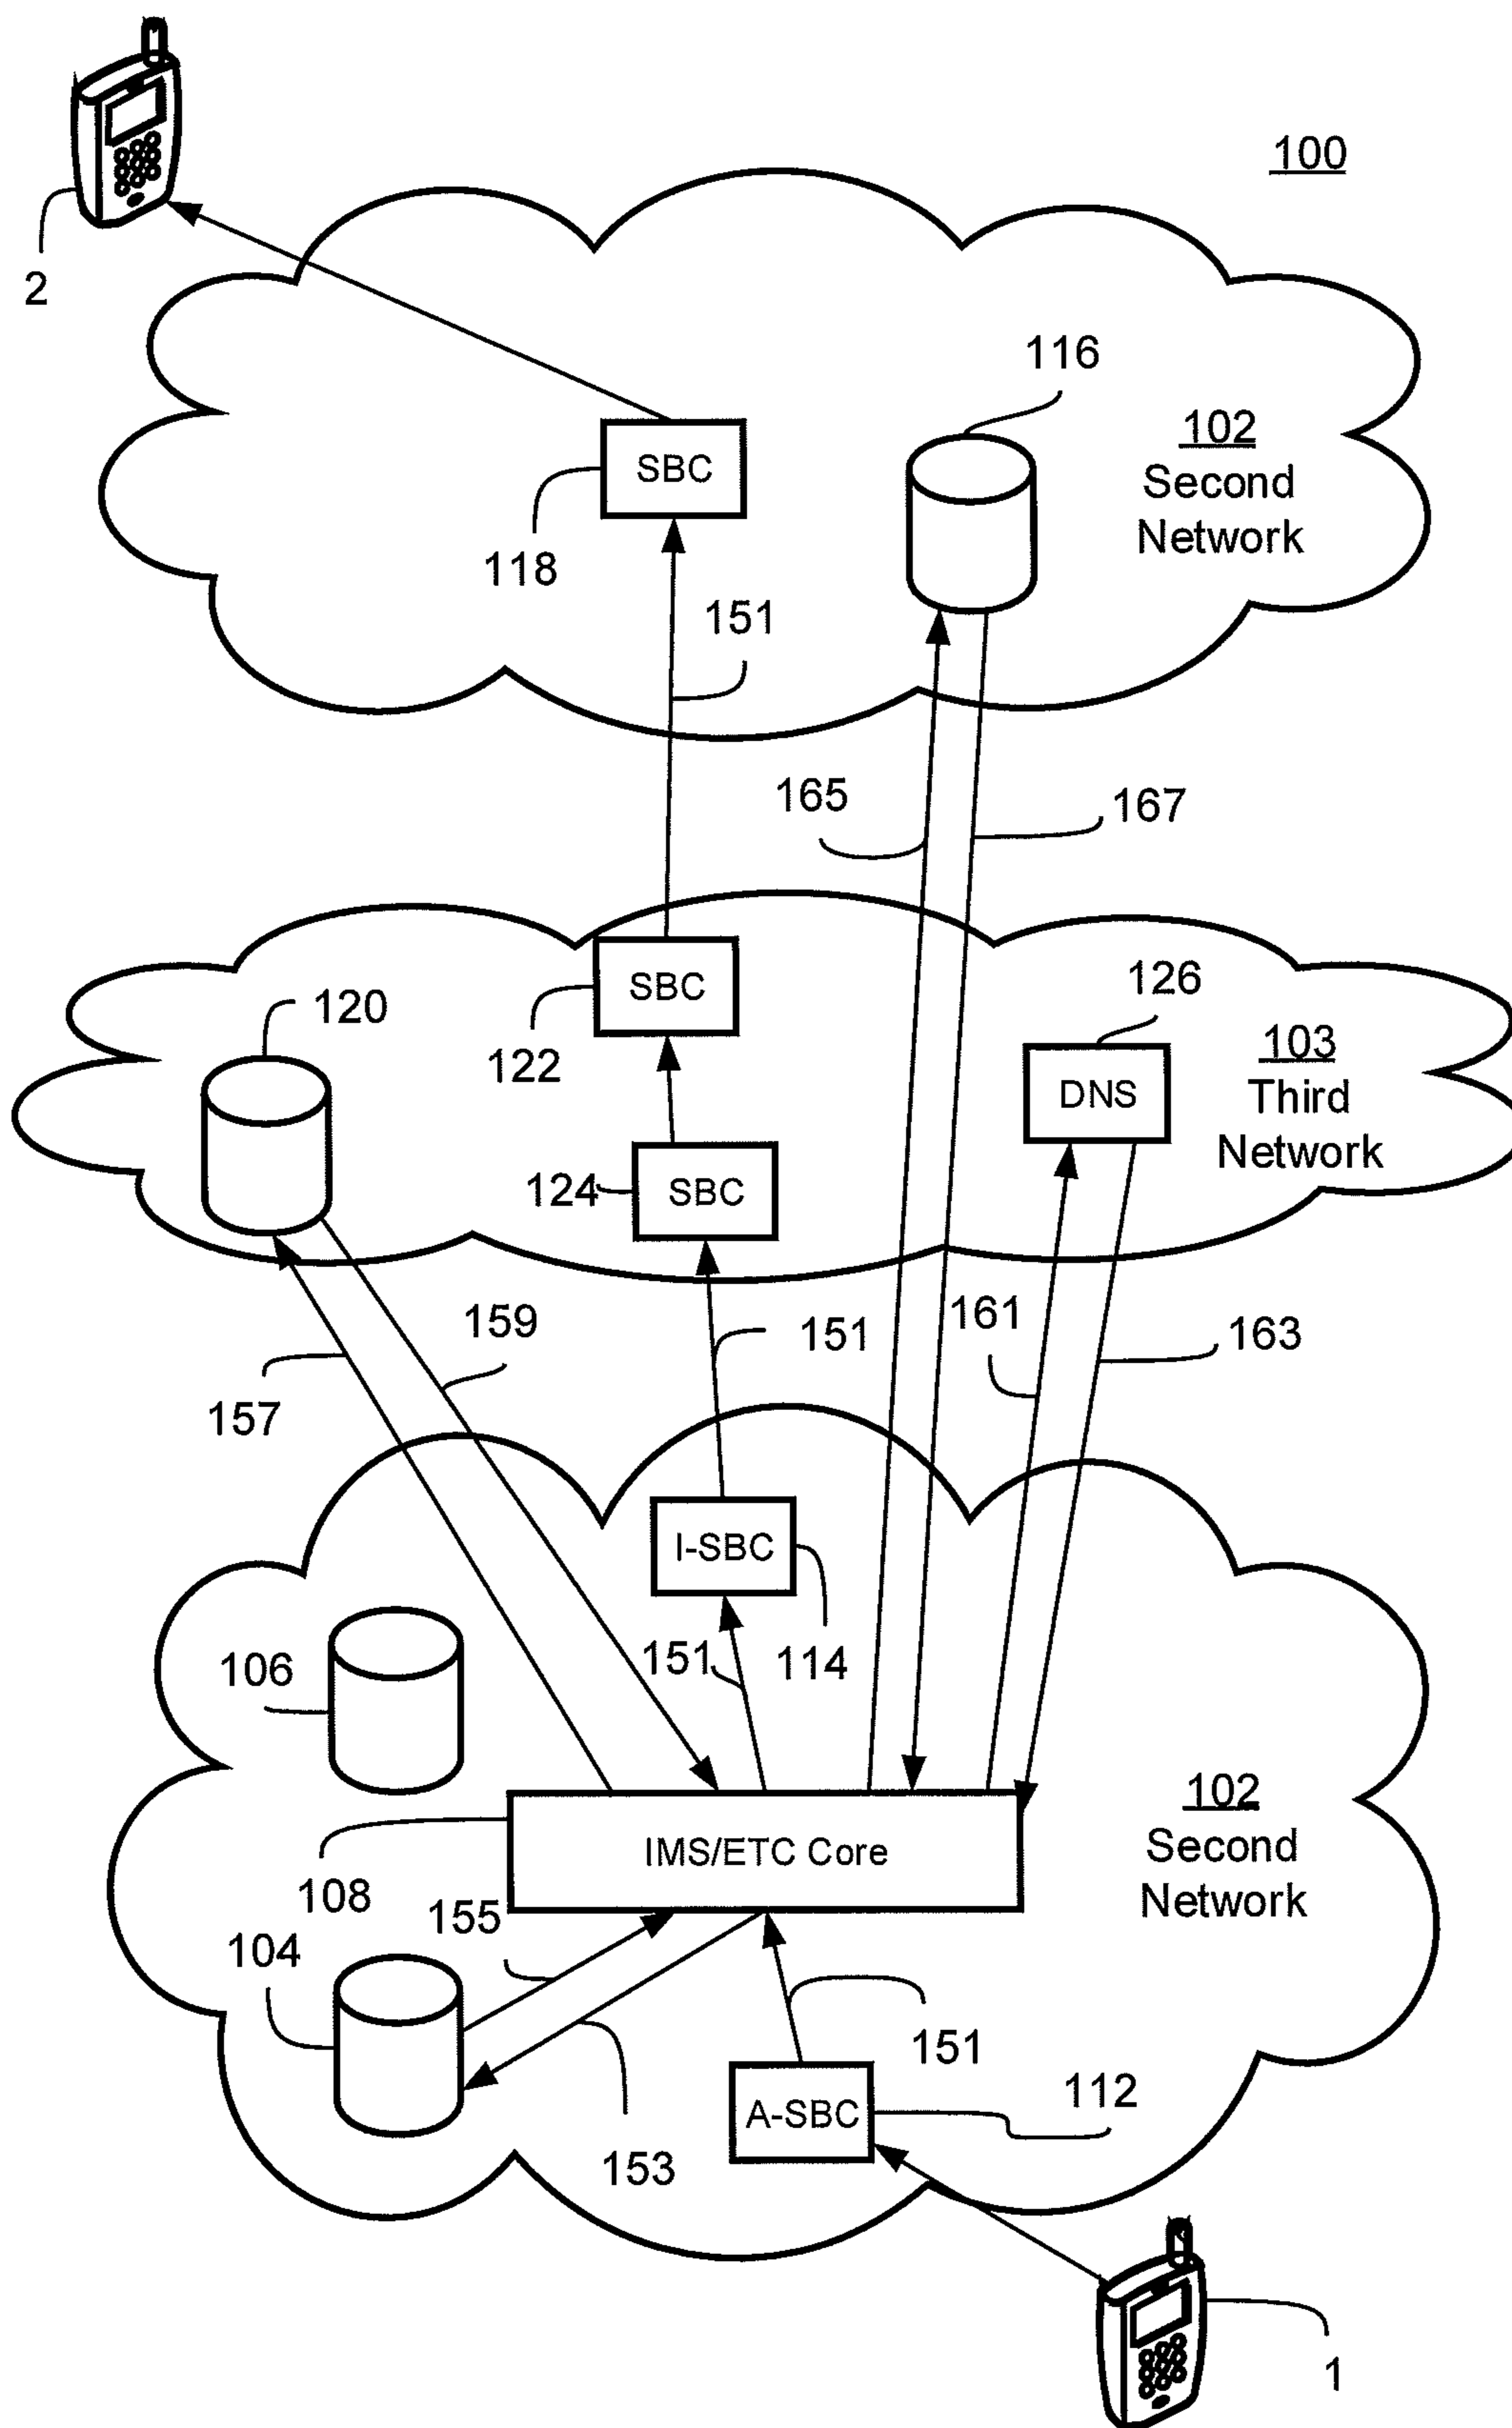 100
2
116
102
Second
Network
SBC
118
151
165
167
120
SBC
122
126
DNS
103
Third
Network
124
SBC
159
151
161
163
157
I-SBC
106
151
114
102
Second
Network
IMS/ETC Core
108
155
104
151
112
A-SBC
153
1